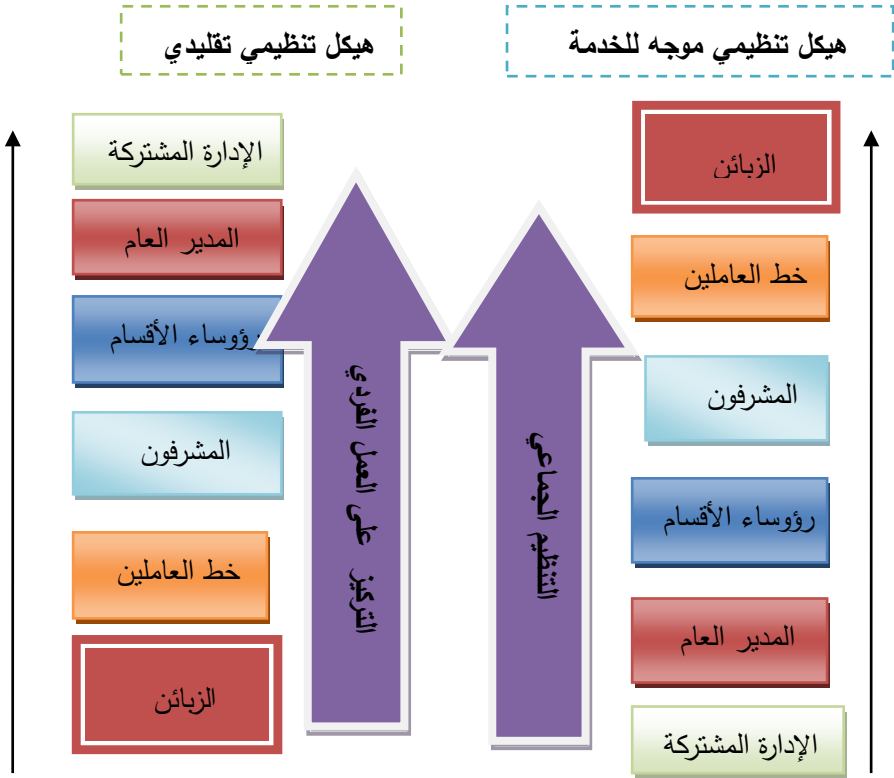 هيكل تنظيمي موجه للخدمة
الزبائن
خط العاملين
المشرفون
رؤوساء الأقسام
المدير العام
الإدارة المشتركة
التنظيم الجماعي
هيكل تنظيمي تقليدي
الإدارة المشتركة
المدير العام
رؤوساء الأقسام
المشرفون
خط العاملين
الزبائن
التركيز على العمل الفردي